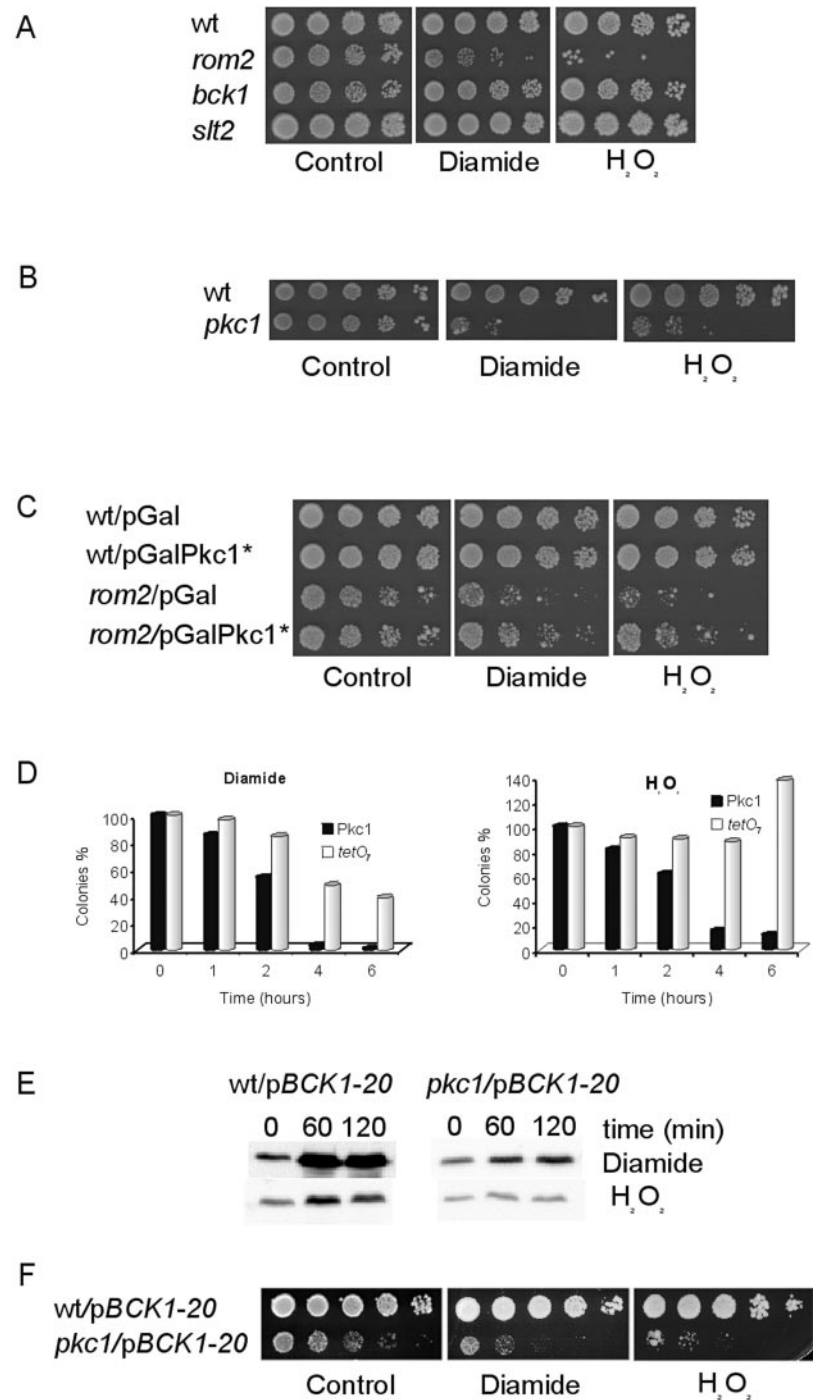 A
wt
rom2
bck1
slt2
Control Diamide H₂O₂
B
wt
pkc1
Control Diamide H₂O₂
C
wt/pGal
wt/pGalPkc1*
rom2/pGal
rom2/pGalPkc1*
Control Diamide H₂O₂
D
Diamide
Colonies %
100
80
60
40
20
0
0 1 2 4 6
Time (hours)
Pkc1
tetO₇
H₂O₂
Colonies %
140
120
100
80
60
40
20
0
0 1 2 4 6
Time (hours)
Pkc1
tetO₇
E
wt/pBCK1-20 pkc1/pBCK1-20
0 60 120 0 60 120 time (min)
Diamide
H₂O₂
F
wt/pBCK1-20
pkc1/pBCK1-20
Control Diamide H₂O₂